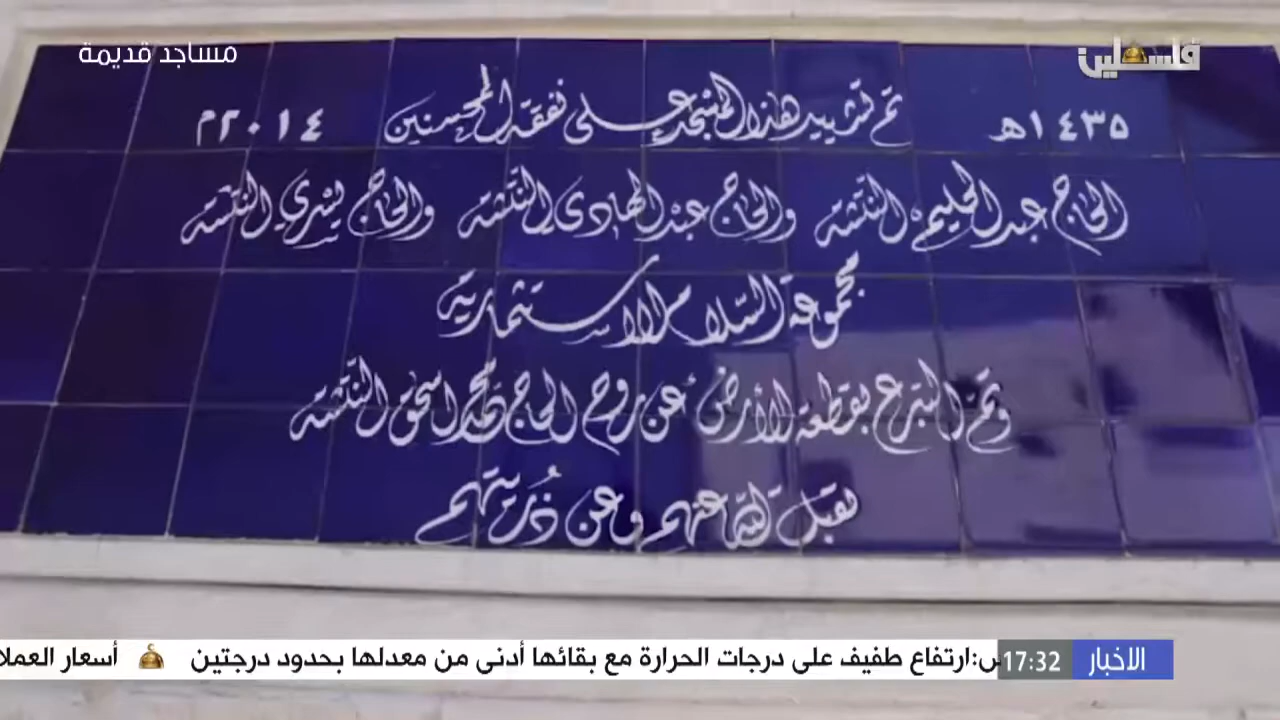 مساجد قديمة
فلسطين
١٤٣٥هـ تم تشييد هذا المسجد على نفقة المحسنين ٢٠١٤م
الحاج عبد الحليم النتشة والحاج عبد الهادي النتشة والحاج يسري النتشة
مجموعة السلام الاستثمارية
وتم التبرع بقطعة الأرض عن روح الحاج محمد اسحق النتشة
تقبل الله عنهم وعن ذريتهم
الاخبار 17:32 س:ارتفاع طفيف على درجات الحرارة مع بقائها أدنى من معدلها بحدود درجتين أسعار العملا